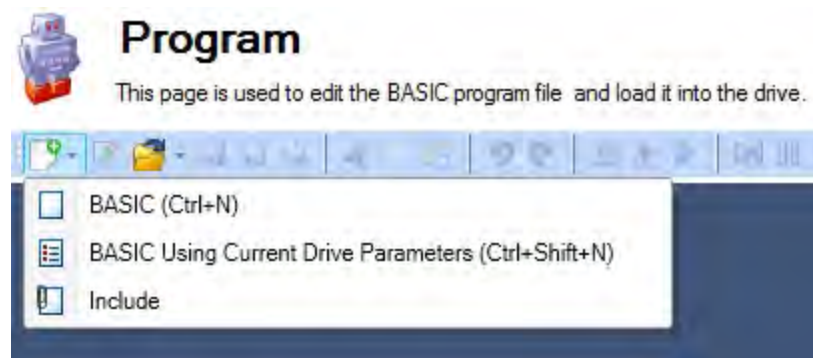 Program
This page is used to edit the BASIC program file and load it into the drive.
BASIC (Ctrl+N)
BASIC Using Current Drive Parameters (Ctrl+Shift+N)
Include